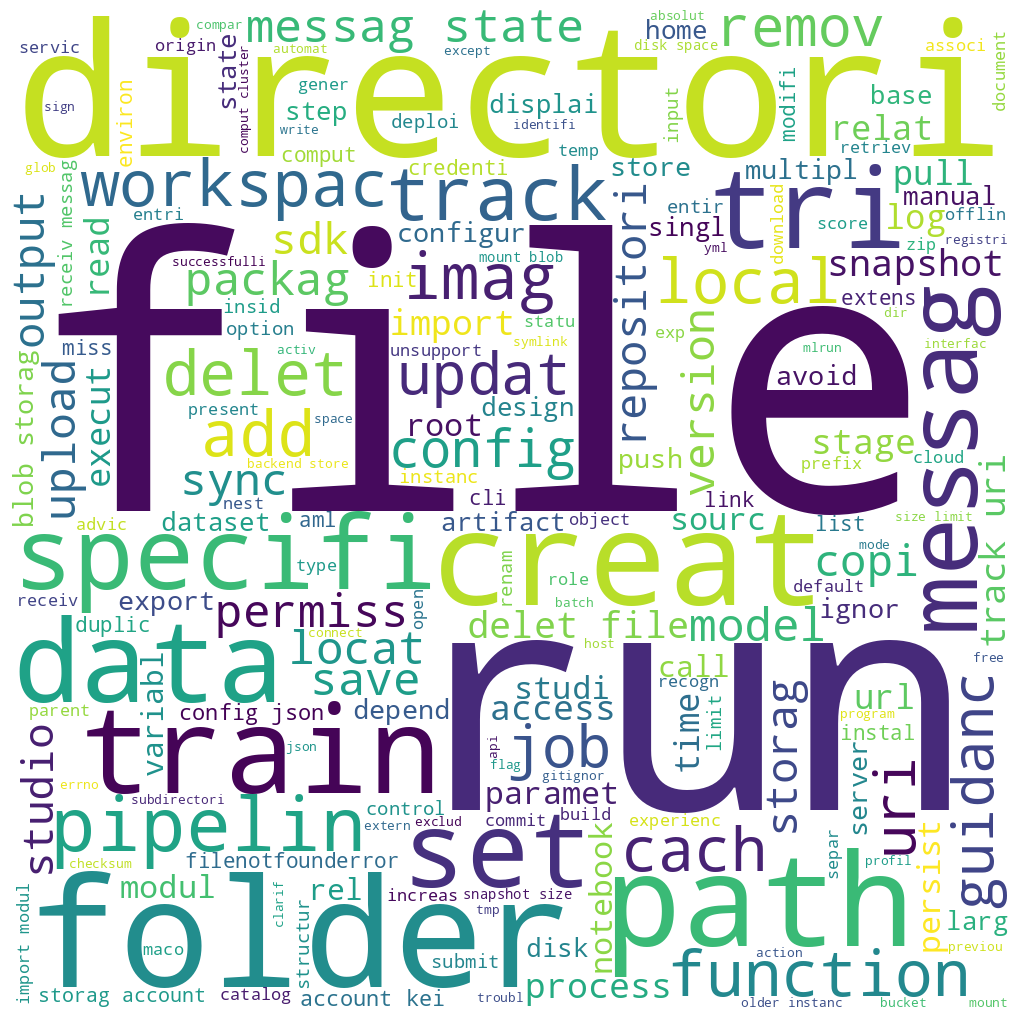 compar
absolut
servic
origin
state
messag state
home
remov
associ
document
automat
except
disk space
directori
sign
comput cluster
environ
gener
step
write
deploi
displai
identifi
input
modifi
base
relat
retriev
glob
receiv messag
comput
credenti
temp
store
multipl
pull
workspac
track
tri
read
entri
repositori
entir
singl
log
manual
offlin
output
sdk
configur
yml
download
score
zip
registri
successfulli
mount blob
packag
init
imag
local
snapshot
insid
option
import
statu
symlink
exp
version
extens
dir
miss
activ
unsupport
mlrun
interfac
file
messag
blob storag
upload
execut
delet
updat
avoid
present
space
root
design
add
config
backend store
push
stage
prefix
cloud
sync
instanc
nest
cli
link
advic
dataset
aml
artifact
object
sourc
list
size limit
track uri
specifi
creat
mode
type
renam
copi
role
default
receiv
export
permiss
batch
ignor
duplic
open
connect
delet file
model
host
data
locat
call
free
parent
variabl
save
studi
access
recogn
limit
time
url
config json
depend
program
guidanc
studio
train
run
json
api
job
flag
gitignor
storag
server
instal
uri
errno
subdirectori
paramet
pipelin
control
extern
exclud
commit
build
experienc
checksum
filenotfounderror
set
cach
separ
profil
persist
modul
rel
increas
snapshot size
notebook
path
larg
import modul
folder
clarif
structur
tmp
maco
disk
action
previou
submit
function
storag account
catalog
account kei
troubl
process
older instanc
bucket
mount